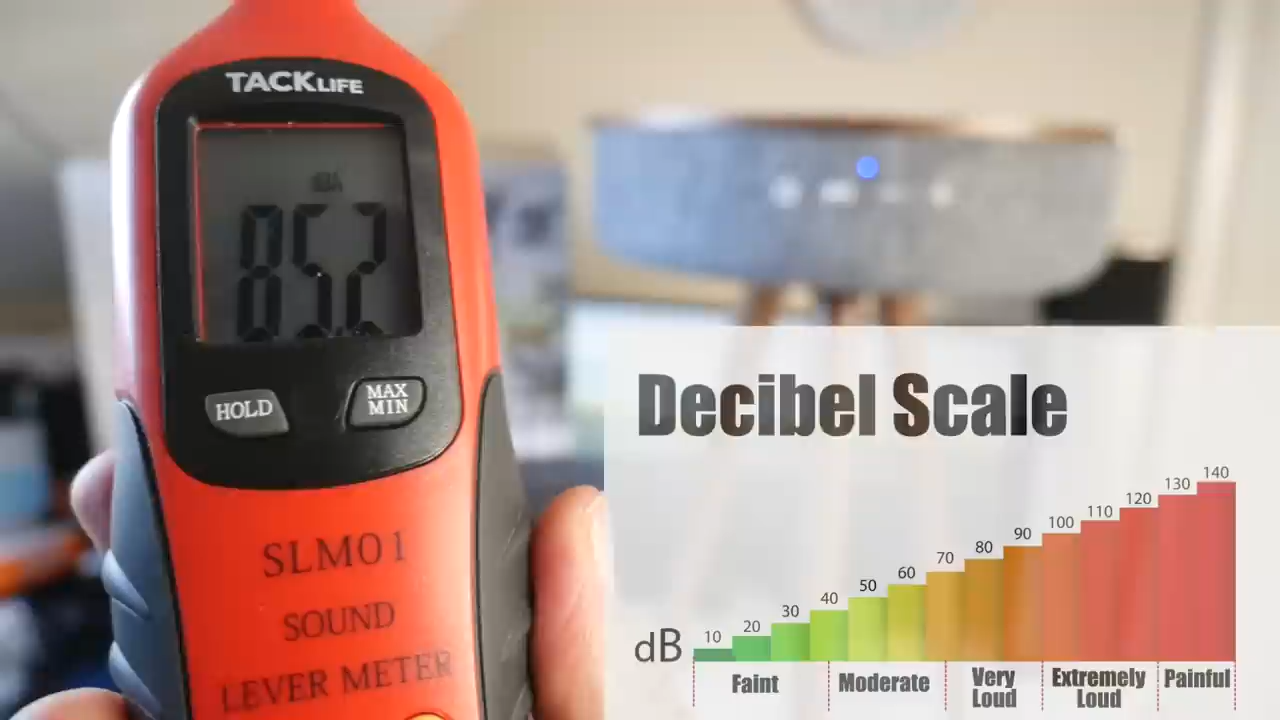 TACKLIFE
dBA
85.2
HOLD
MAX
MIN
SLM01
SOUND
LEVER METER
Decibel Scale
dB
10
20
30
40
50
60
70
80
90
100
110
120
130
140
Faint
Moderate
Very
Loud
Extremely
Loud
Painful